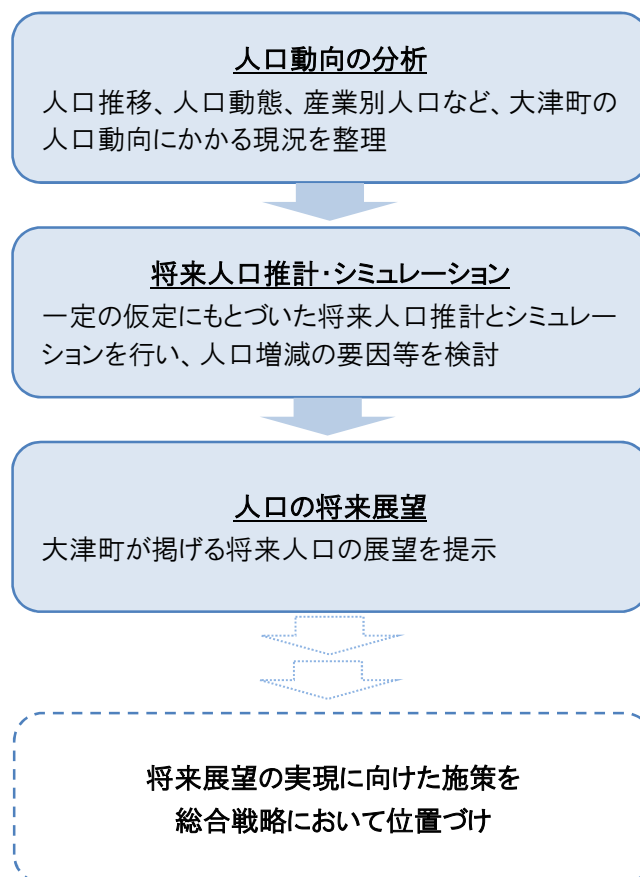 人口動向の分析
人口推移、人口動態、産業別人口など、大津町の
人口動向にかかる現況を整理
将来人口推計・シミュレーション
一定の仮定にもとづいた将来人口推計とシミュレー
ションを行い、人口増減の要因等を検討
人口の将来展望
大津町が掲げる将来人口の展望を提示
将来展望の実現に向けた施策を
総合戦略において位置づけ